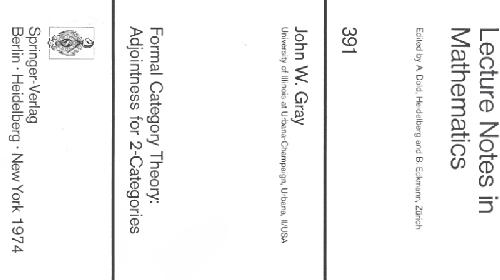 Lecture Notes in
Mathematics
Edited by A. Dold, Heidelberg and B. Eckmann, Zürich
391
John W. Gray
University of Illinois at Urbana-Champaign, Urbana, Il/USA
Formal Category Theory:
Adjointness for 2-Categories
Springer-Verlag
Berlin · Heidelberg · New York 1974